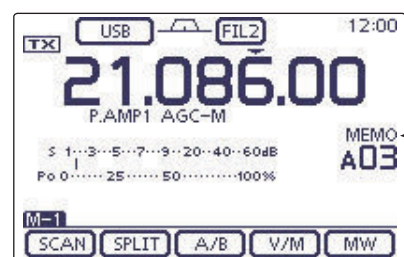 USB FIL2 12:00
TX
21.086.00
P.AMP1 AGC-M
MEMO
S 1···3···5···7···9··20··40··60dB
A03
Po 0······25······50···········100%
M-1
SCAN SPLIT A/B V/M MW